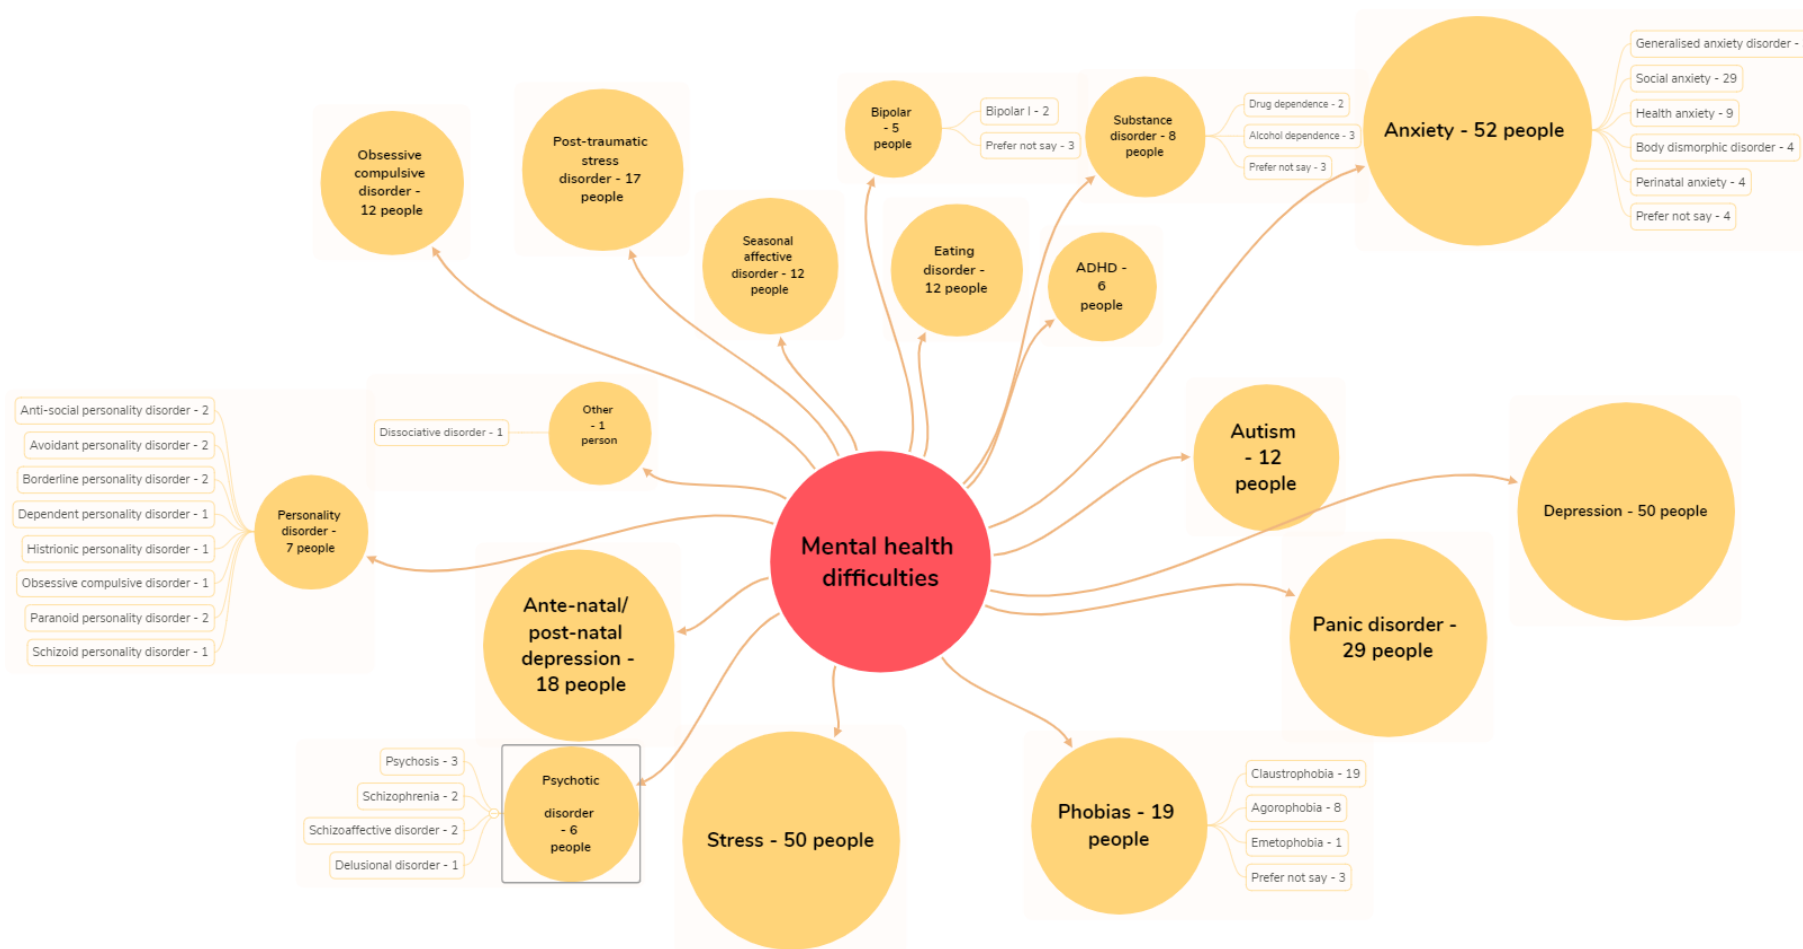 Obsessive
compulsive
disorder -
12 people
Post-traumatic
stress
disorder - 17
people
Seasonal
affective
disorder - 12
people
Bipolar
- 5
people
Bipolar I - 2
Prefer not say - 3
Eating
disorder -
12 people
Substance
disorder - 8
people
Drug dependence - 2
Alcohol dependence - 3
Prefer not say - 3
ADHD -
6
people
Anxiety - 52 people
Generalised anxiety disorder -
Social anxiety - 29
Health anxiety - 9
Body dismorphic disorder - 4
Perinatal anxiety - 4
Prefer not say - 4
Other
- 1
person
Dissociative disorder - 1
Autism
- 12
people
Depression - 50 people
Personality
disorder -
7 people
Anti-social personality disorder - 2
Avoidant personality disorder - 2
Borderline personality disorder - 2
Dependent personality disorder - 1
Histrionic personality disorder - 1
Obsessive compulsive disorder - 1
Paranoid personality disorder - 2
Schizoid personality disorder - 1
Mental health
difficulties
Ante-natal/
post-natal
depression -
18 people
Panic disorder -
29 people
Psychotic
disorder
- 6
people
Psychosis - 3
Schizophrenia - 2
Schizoaffective disorder - 2
Delusional disorder - 1
Stress - 50 people
Phobias - 19
people
Claustrophobia - 19
Agorophobia - 8
Emetophobia - 1
Prefer not say - 3